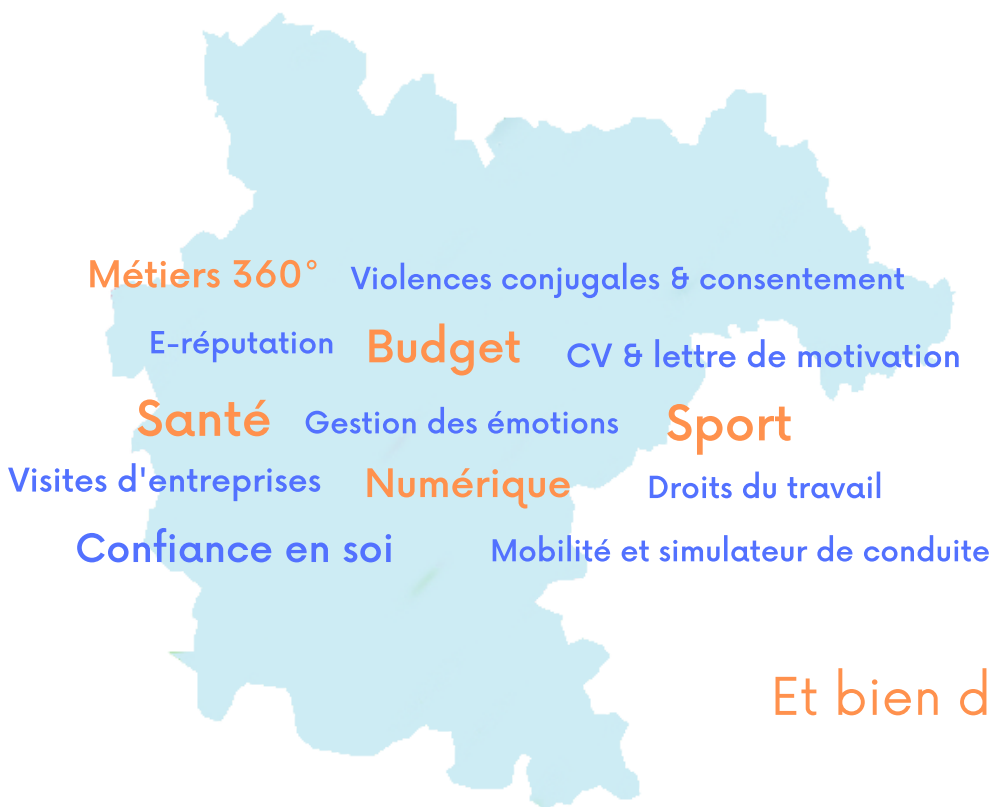 Métiers 360° Violences conjugales & consentement
E-réputation Budget CV & lettre de motivation
Santé Gestion des émotions Sport
Visites d'entreprises Numérique Droits du travail
Confiance en soi Mobilité et simulateur de conduite
Et bien d